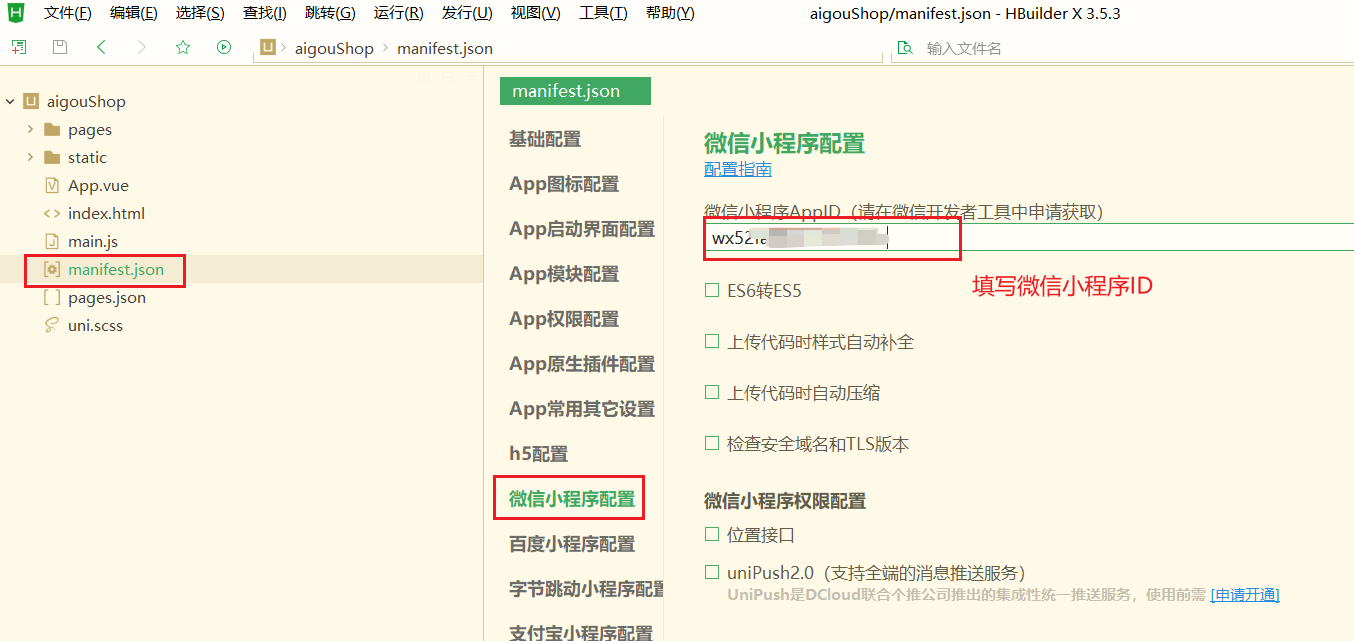 文件(F) 编辑(E) 选择(S) 查找(I) 跳转(G) 运行(R) 发行(U) 视图(V) 工具(T) 帮助(Y) aigouShop/manifest.json - HBuilder X 3.5.3
aigouShop manifest.json 输入文件名
aigouShop
pages
static
App.vue
index.html
main.js
manifest.json
pages.json
uni.scss
manifest.json
基础配置
App图标配置
App启动界面配置
App模块配置
App权限配置
App原生插件配置
App常用其它设置
h5配置
微信小程序配置
百度小程序配置
字节跳动小程序配置
支付宝小程序配置
微信小程序配置
配置指南
微信小程序AppID（请在微信开发者工具中申请获取）
wx52
填写微信小程序ID
ES6转ES5
上传代码时样式自动补全
上传代码时自动压缩
检查安全域名和TLS版本
微信小程序权限配置
位置接口
uniPush2.0（支持全端的消息推送服务）
UniPush是DCloud联合个推公司推出的集成性统一推送服务，使用前需 [申请开通]